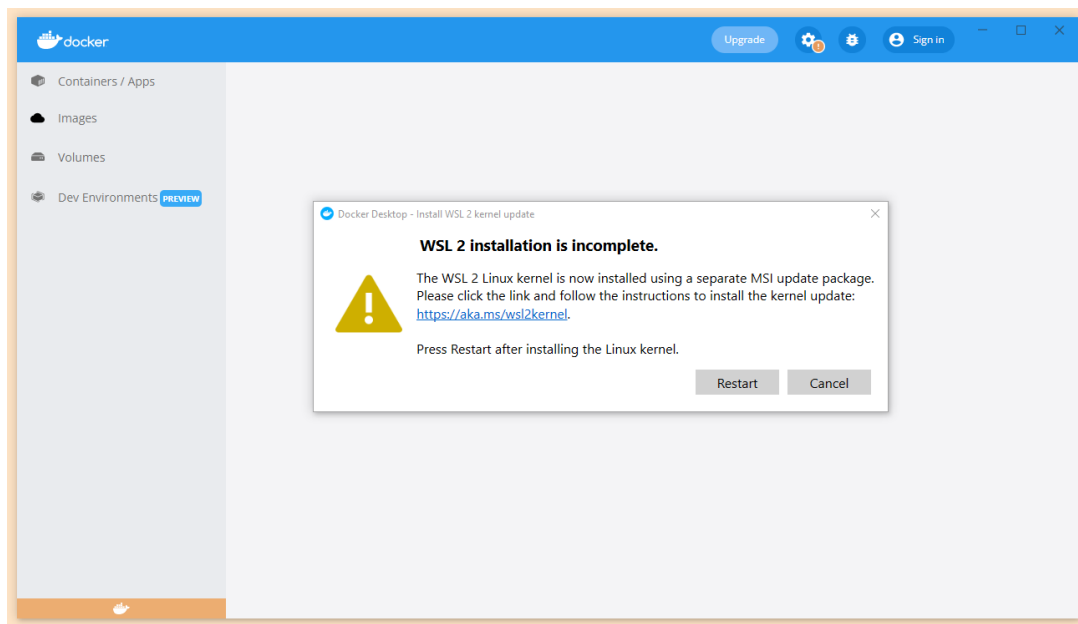 docker
Upgrade
Sign in
Containers / Apps
Images
Volumes
Dev Environments PREVIEW
Docker Desktop - Install WSL 2 kernel update
WSL 2 installation is incomplete.
The WSL 2 Linux kernel is now installed using a separate MSI update package.
Please click the link and follow the instructions to install the kernel update:
https://aka.ms/wsl2kernel.
Press Restart after installing the Linux kernel.
Restart Cancel